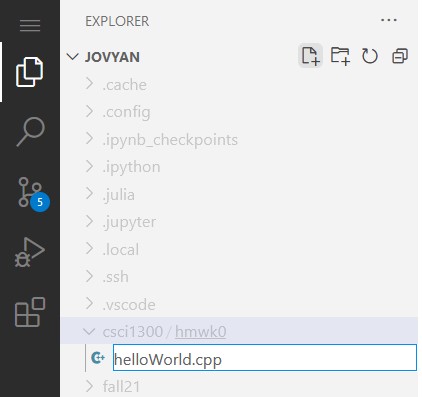 EXPLORER
JOVYAN
.cache
.config
.ipynb_checkpoints
.ipython
.julia
.jupyter
.local
.ssh
.vscode
csci1300 / hmwk0
helloWorld.cpp
fall21
5